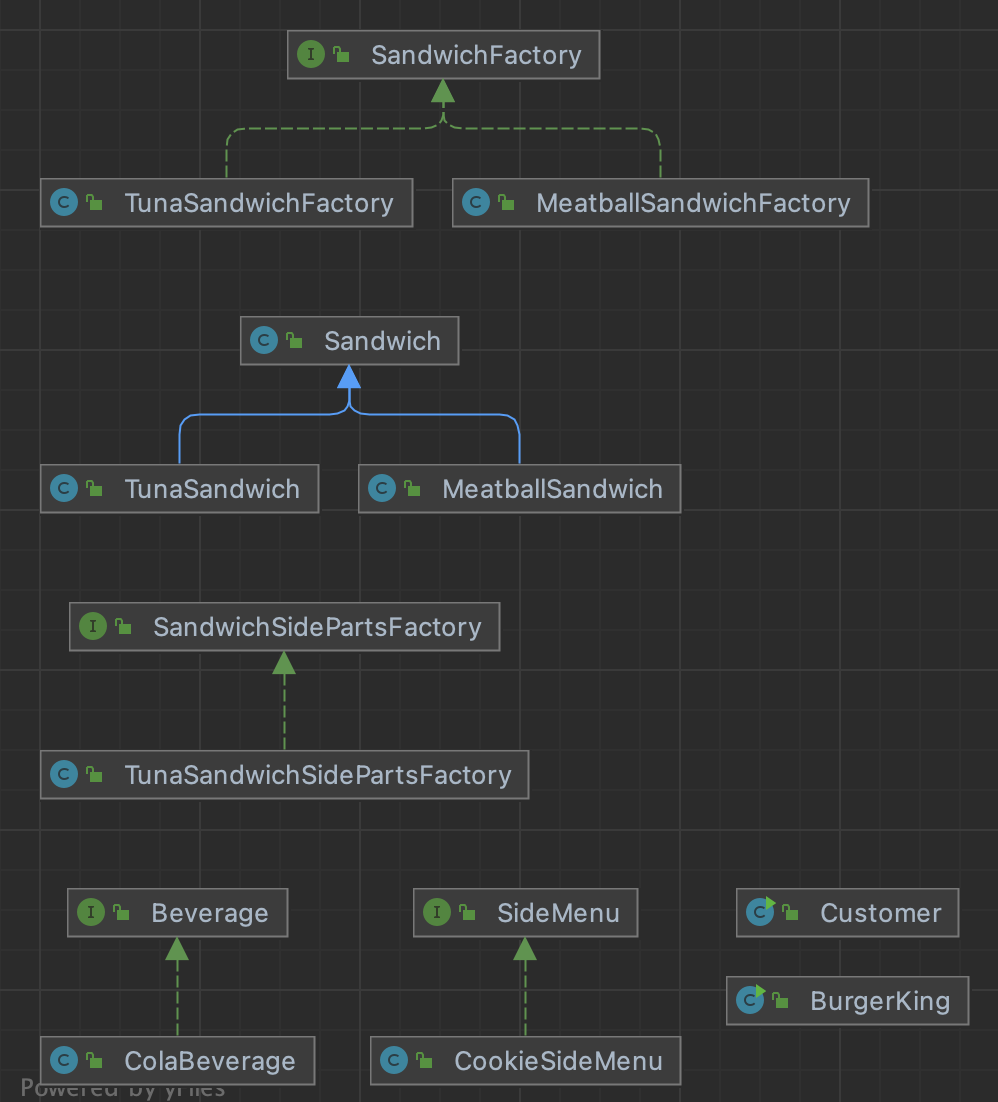 SandwichFactory
TunaSandwichFactory
MeatballSandwichFactory
Sandwich
TunaSandwich
MeatballSandwich
SandwichSidePartsFactory
TunaSandwichSidePartsFactory
Beverage
SideMenu
Customer
BurgerKing
ColaBeverage
CookieSideMenu
Powered by yFiles